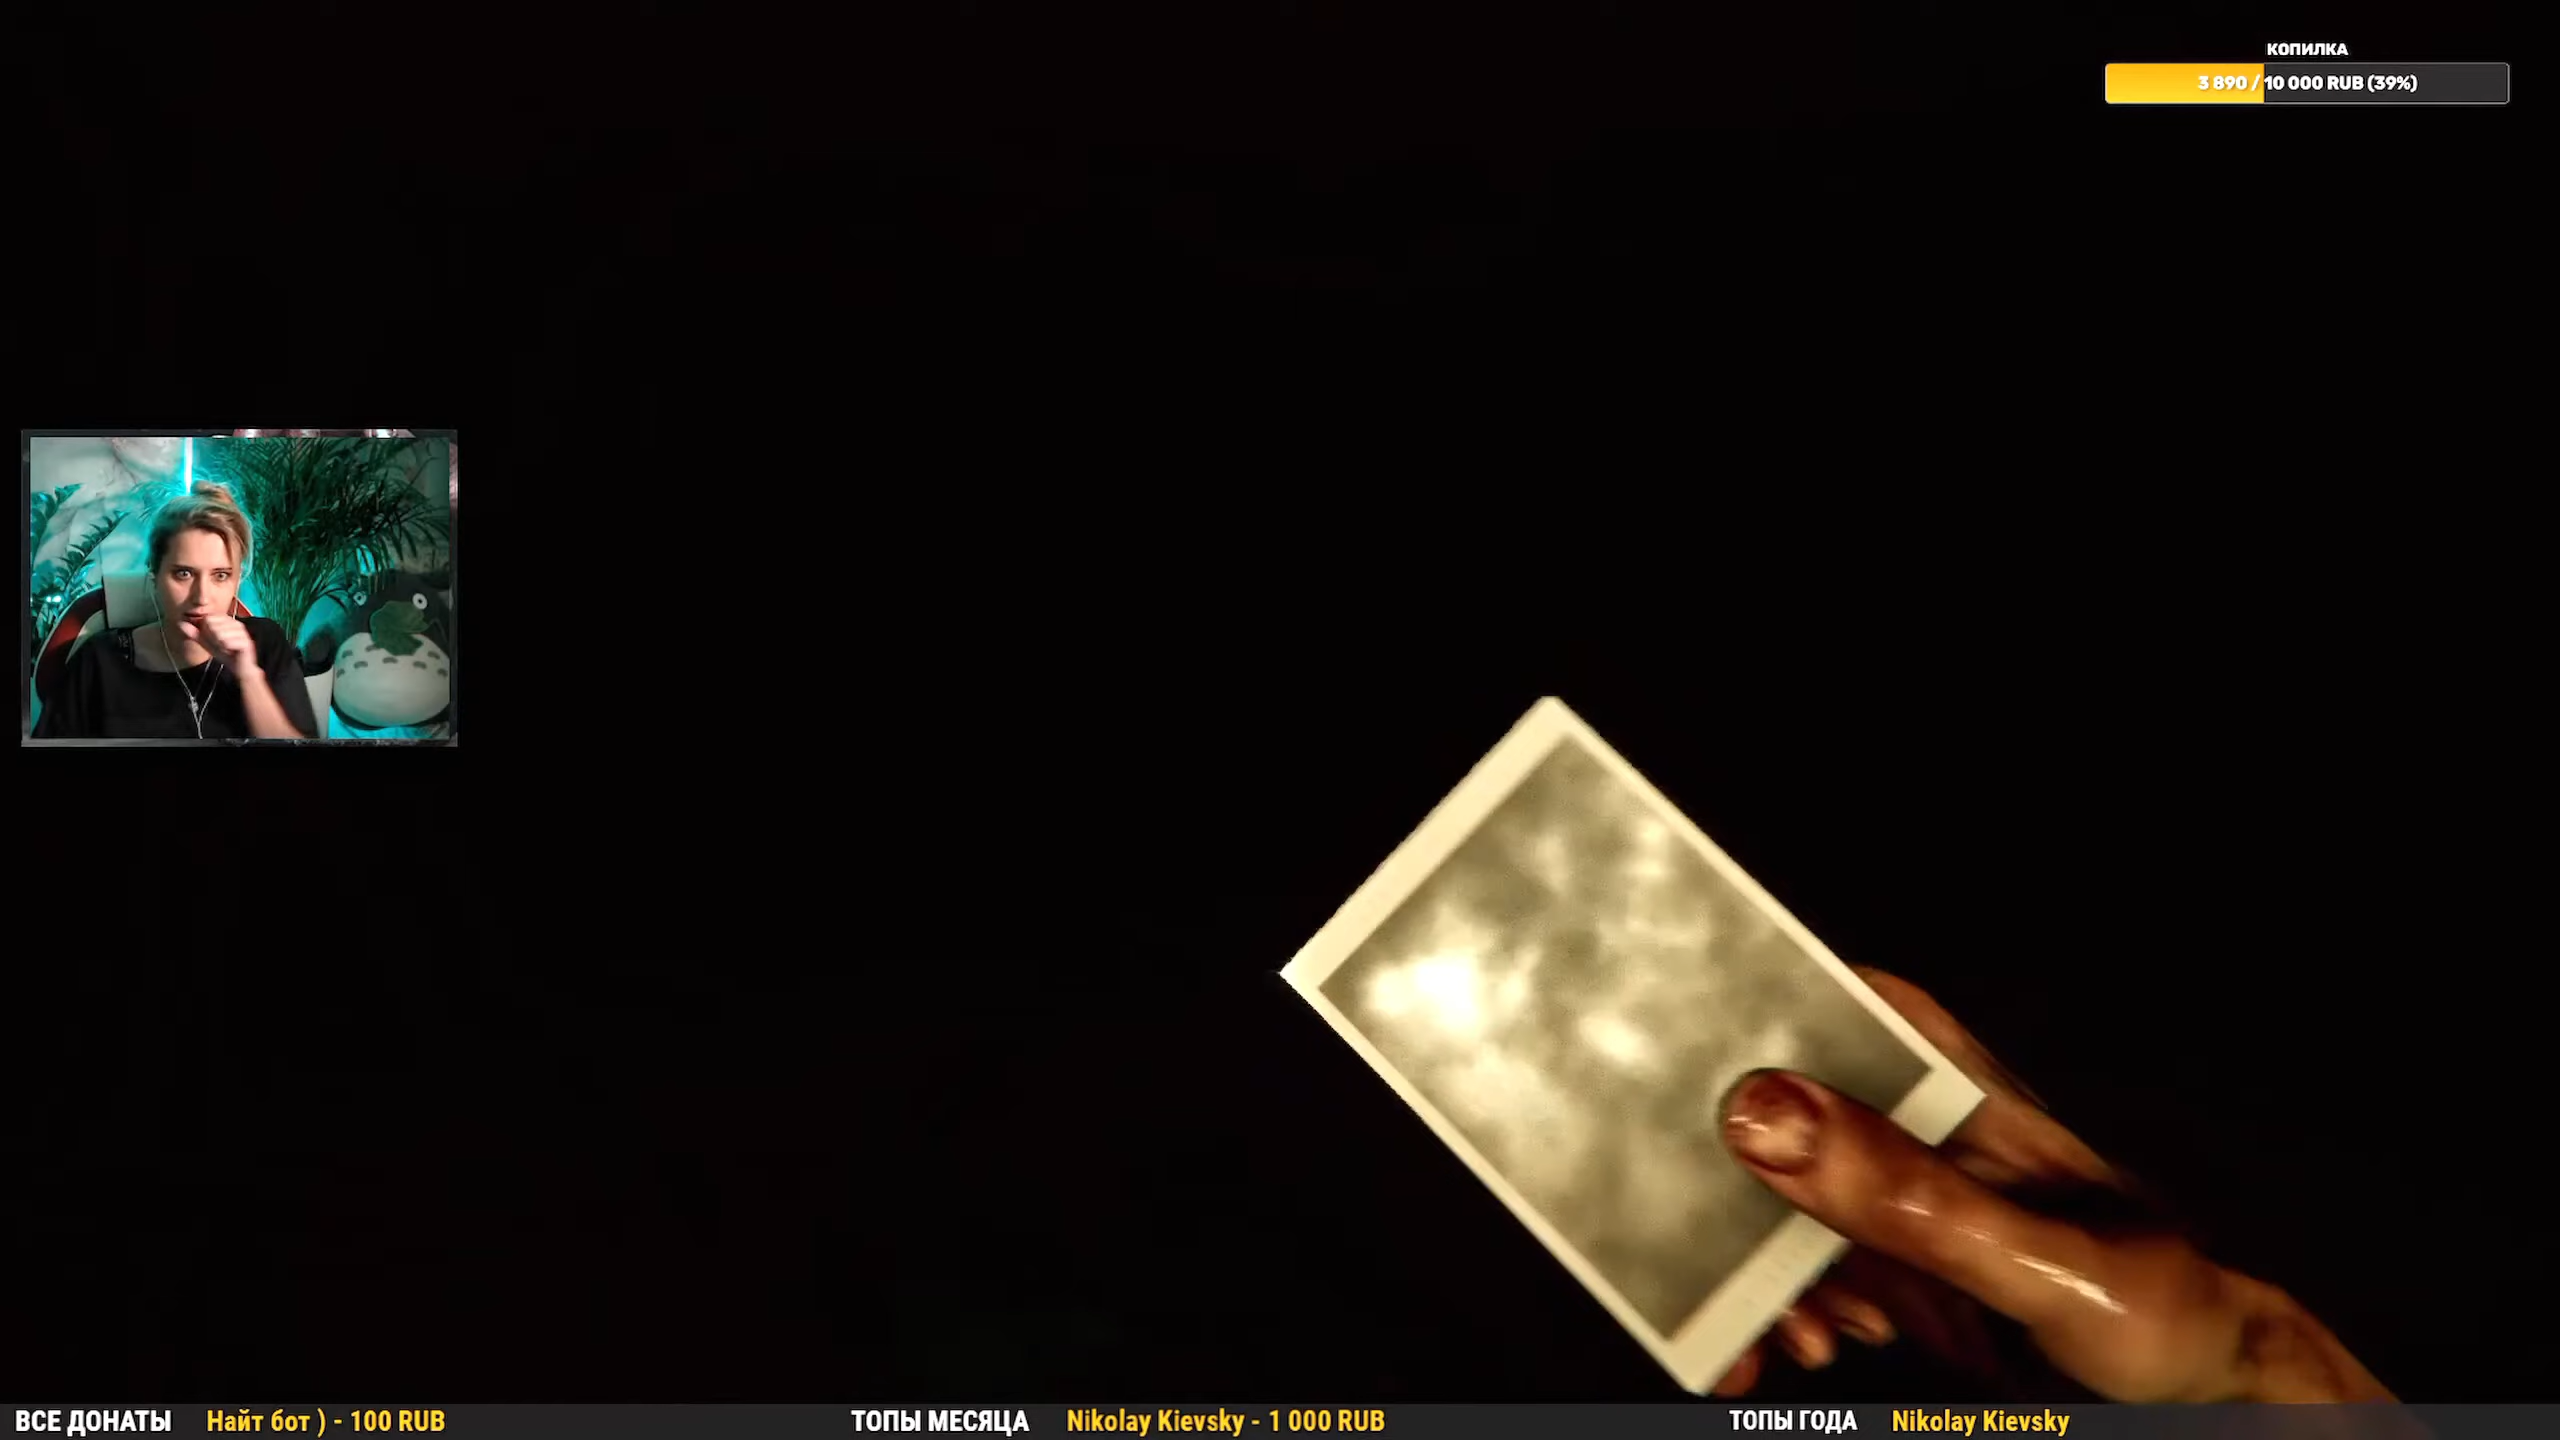 КОПИЛКА
3 890 / 10 000 RUB (39%)
ВСЕ ДОНАТЫ Найт бот ) - 100 RUB ТОПЫ МЕСЯЦА Nikolay Kievsky - 1 000 RUB ТОПЫ ГОДА Nikolay Kievsky